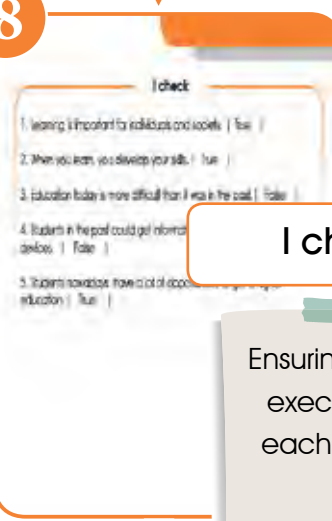 8
I check
1. Learning is important for individuals and society. ( True )
2. When you learn, you develop your skills. ( True )
3. Education today is more difficult than it was in the past. ( False )
4. Students in the past could get informat
devices. ( False )
5. Students nowadays have a lot of oppo
education ( True )
I ch
Ensurin
exec
each